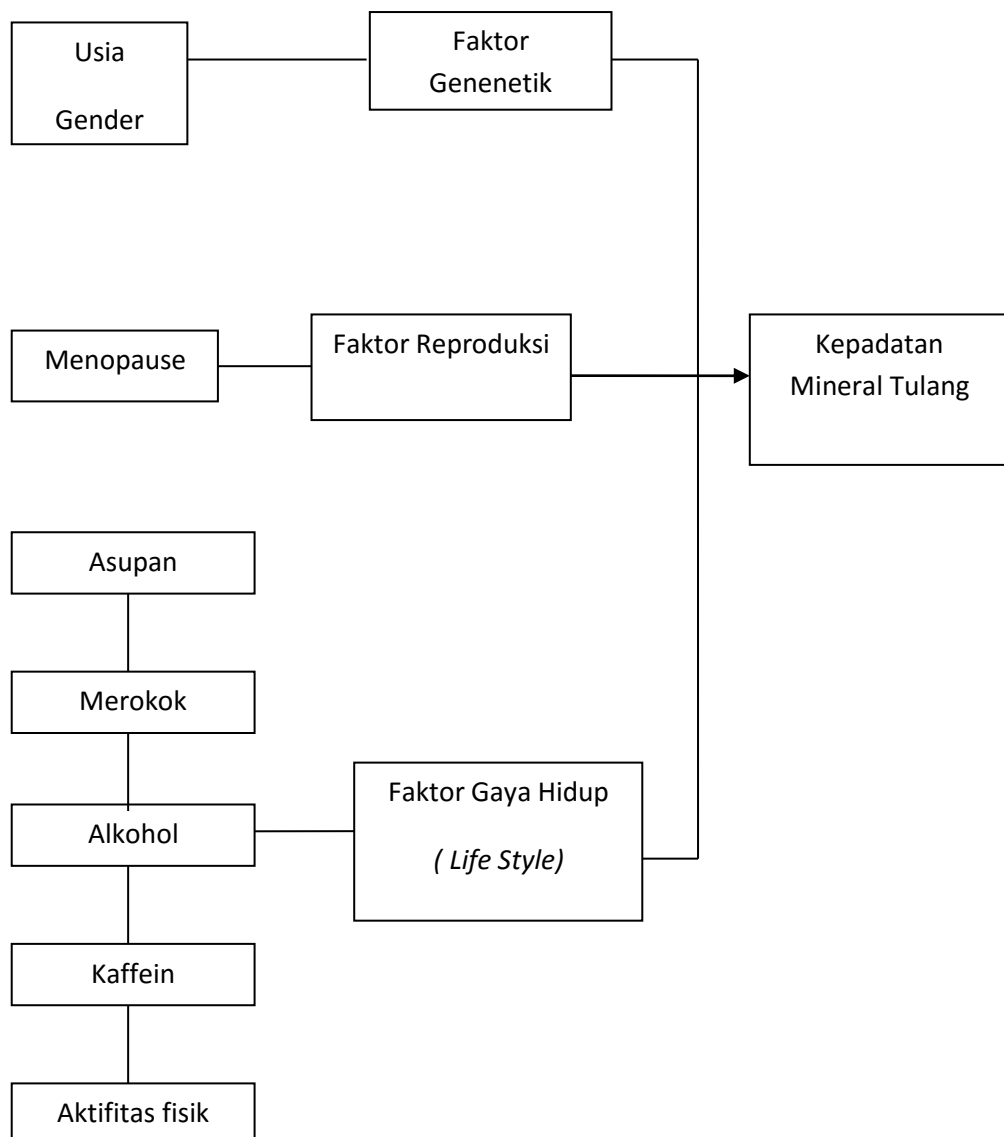 Usia
Gender
Faktor
Genenetik
Menopause
Faktor Reproduksi
Kepadatan
Mineral Tulang
Asupan
Merokok
Alkohol
Faktor Gaya Hidup
( Life Style)
Kaffein
Aktifitas fisik